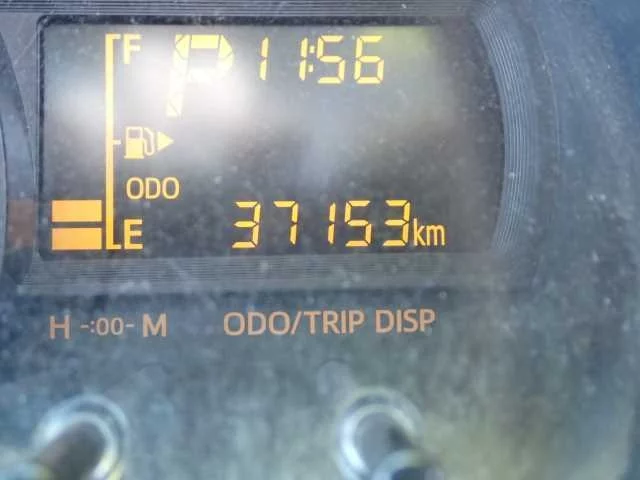 F P 11:56
ODO
E 37153km
H -:00- M ODO/TRIP DISP